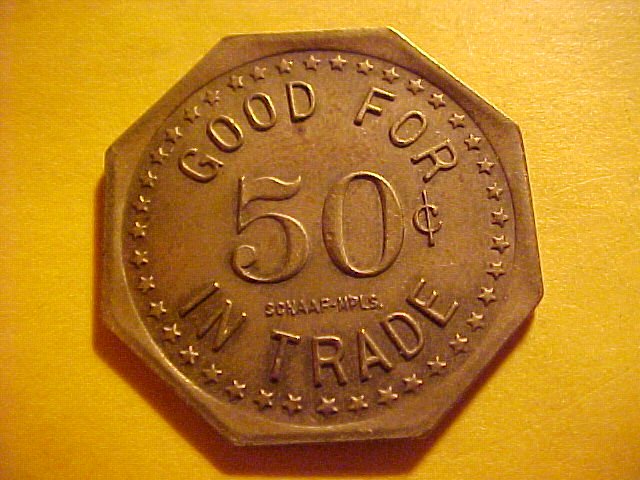 GOOD FOR
50¢
SCHAAF-MPLS.
IN TRADE